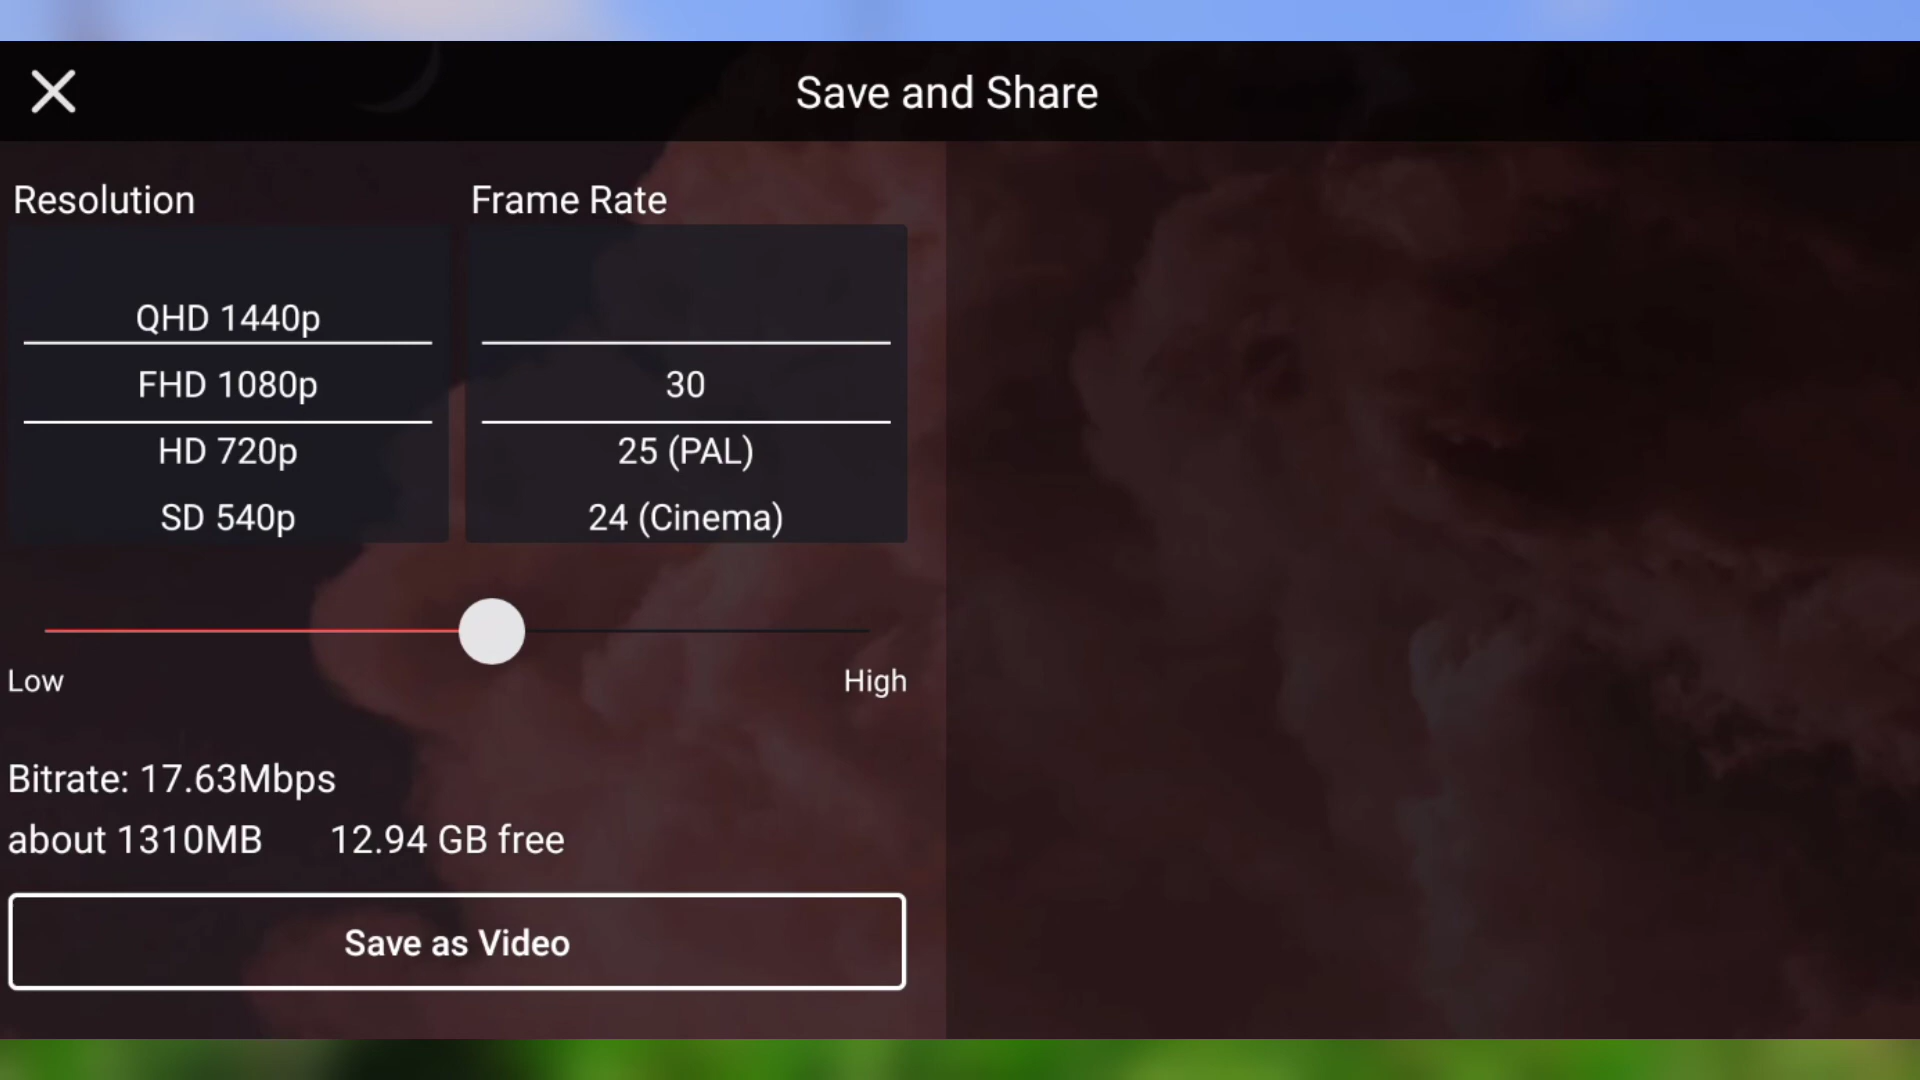 Save and Share
Resolution
Frame Rate
QHD 1440p
FHD 1080p
HD 720p
SD 540p
30
25 (PAL)
24 (Cinema)
Low
High
Bitrate: 17.63Mbps
about 1310MB 12.94 GB free
Save as Video